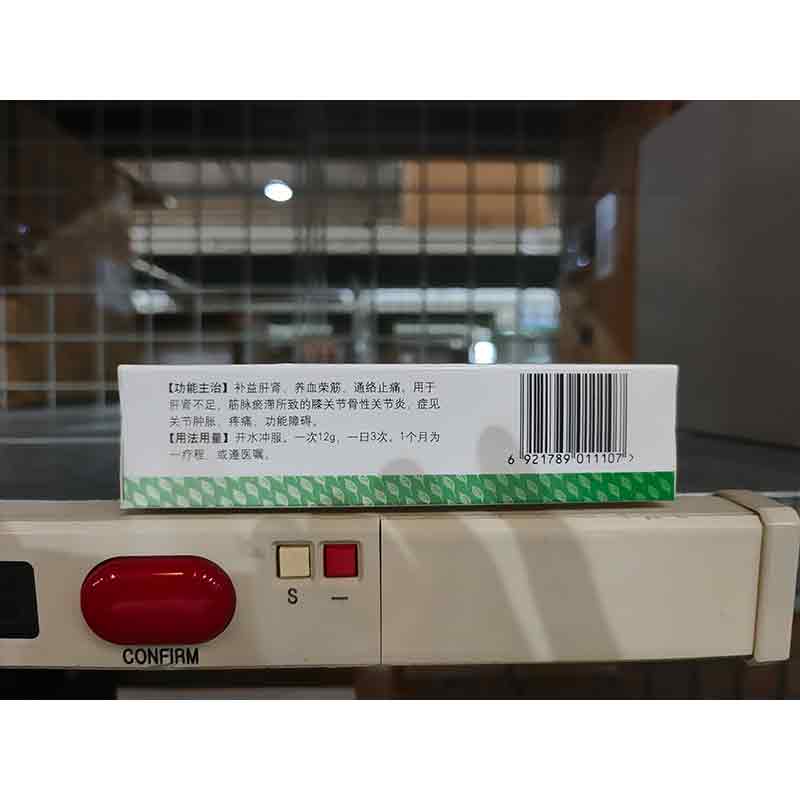 【功能主治】补益肝肾，养血荣筋，通络止痛。用于
肝肾不足，筋脉瘀滞所致的膝关节骨性关节炎，症见
关节肿胀、疼痛、功能障碍。
【用法用量】开水冲服。一次12g，一日3次。1个月为
一疗程，或遵医嘱。
6 921789 011107 >
S
—
CONFIRM